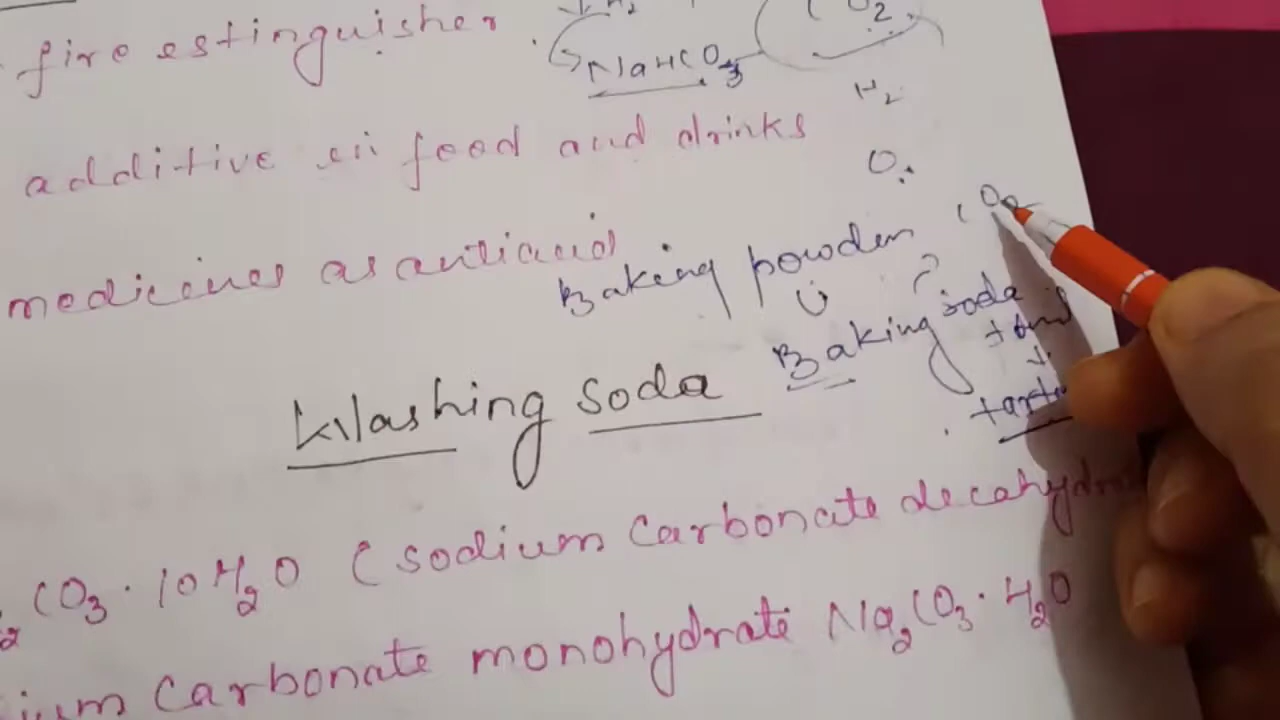 fire estinguisher
NaHCO3
CO2
H2
additive in food and drinks
O
CO2
medicines as antiacid
Baking powder
Baking soda
Washing Soda
CO3·10H2O (sodium carbonate decahyd
carbonate monohydrate Na2CO3·H2O